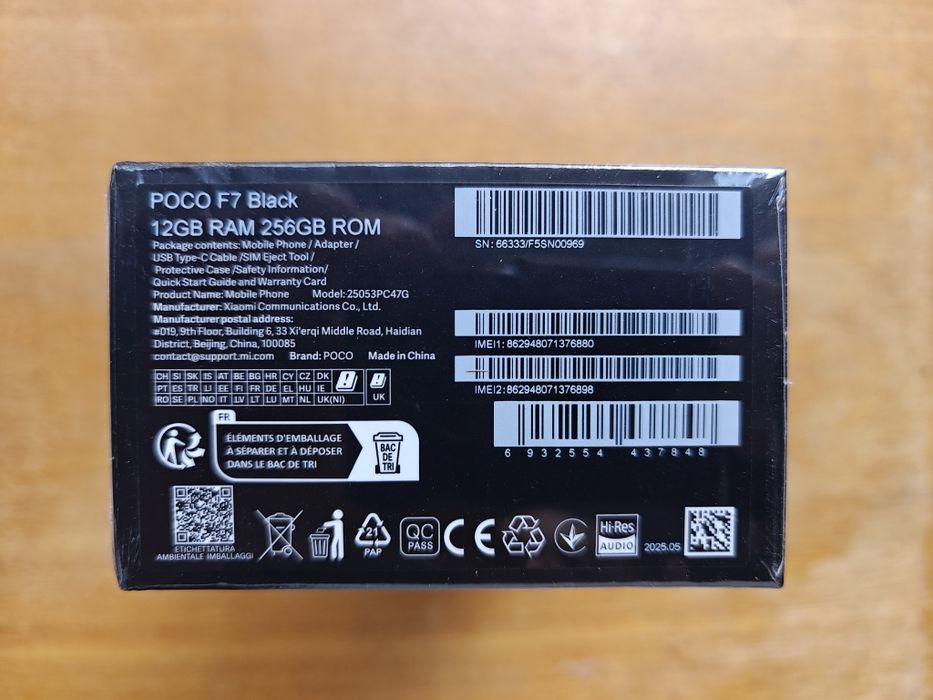 POCO F7 Black
12GB RAM 256GB ROM
Package contents: Mobile Phone / Adapter /
USB Type-C Cable /SIM Eject Tool /
Protective Case /Safety Information/
Quick Start Guide and Warranty Card
Product Name: Mobile Phone Model: 25053PC47G
Manufacturer: Xiaomi Communications Co., Ltd.
Manufacturer postal address:
#019, 9th Floor, Building 6, 33 Xi'erqi Middle Road, Haidian
District, Beijing, China, 100085
contact@support.mi.com Brand: POCO Made in China
CH SI SK IS AT BE BG HR CY CZ DK
PT ES TR LI EE FI FR DE EL HU IE
RO SE PL NO IT LV LT LU MT NL UK(NI)
UK
FR
ÉLÉMENTS D'EMBALLAGE
À SÉPARER ET À DÉPOSER
DANS LE BAC DE TRI
BAC
DE
TRI
ETICHETTATURA
AMBIENTALE IMBALLAGGI
21
PAP
QC
PASS
CE
Hi-Res
AUDIO
2025.05
SN: 66333/F5SN00969
IMEI1: 862948071376880
IMEI2: 862948071376898
6 932554 437848